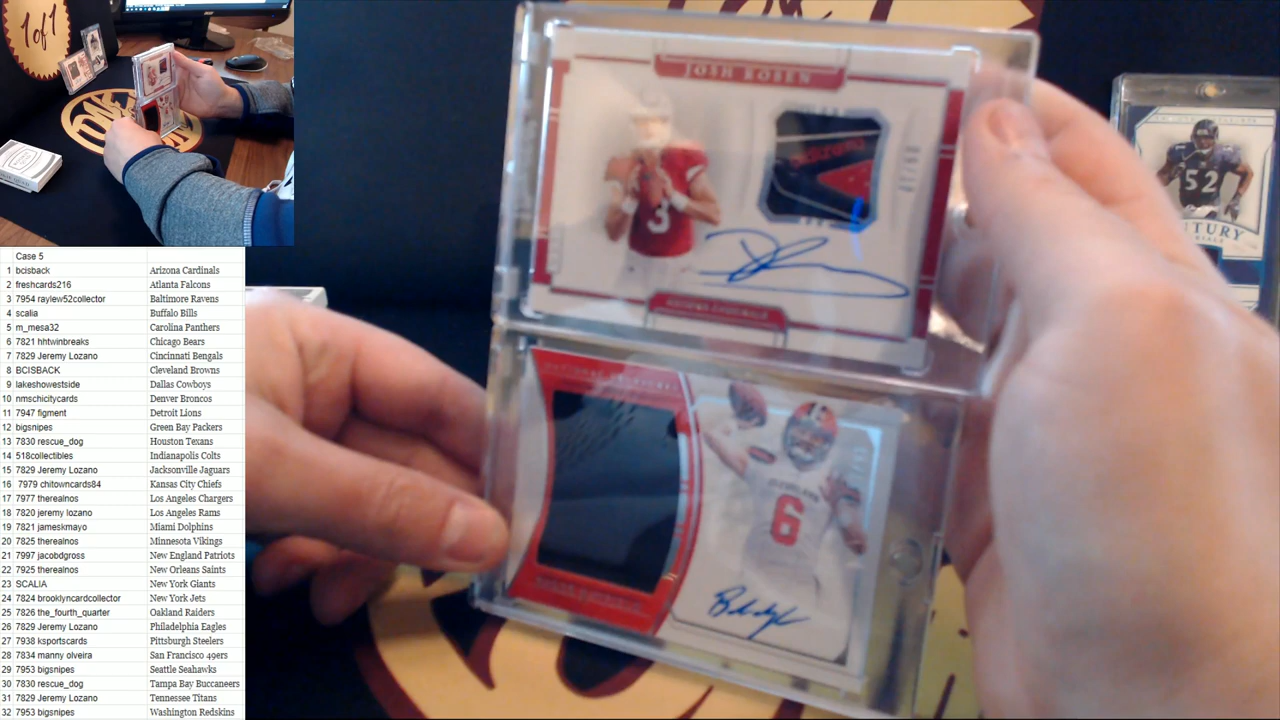 1of1
Case 5
1 bcisback Arizona Cardinals
2 freshcards216 Atlanta Falcons
3 7954 raylew52collector Baltimore Ravens
4 scalia Buffalo Bills
5 m_mesa32 Carolina Panthers
6 7821 hhtwinbreaks Chicago Bears
7 7829 Jeremy Lozano Cincinnati Bengals
8 BCISBACK Cleveland Browns
9 lakeshowestside Dallas Cowboys
10 nmschicitycards Denver Broncos
11 7947 figment Detroit Lions
12 bigsnipes Green Bay Packers
13 7830 rescue_dog Houston Texans
14 518collectibles Indianapolis Colts
15 7829 Jeremy Lozano Jacksonville Jaguars
16 7979 chitowncards84 Kansas City Chiefs
17 7977 therealnos Los Angeles Chargers
18 7820 jeremy lozano Los Angeles Rams
19 7821 jameskmayo Miami Dolphins
20 7825 therealnos Minnesota Vikings
21 7997 jacobdgross New England Patriots
22 7925 therealnos New Orleans Saints
23 SCALIA New York Giants
24 7824 brooklyncardcollector New York Jets
25 7826 the_fourth_quarter Oakland Raiders
26 7829 Jeremy Lozano Philadelphia Eagles
27 7938 ksportscards Pittsburgh Steelers
28 7834 manny olveira San Francisco 49ers
29 7953 bigsnipes Seattle Seahawks
30 7830 rescue_dog Tampa Bay Buccaneers
31 7829 Jeremy Lozano Tennessee Titans
32 7953 bigsnipes Washington Redskins
JOSH ROSEN
3
CLEVELAND
6
52